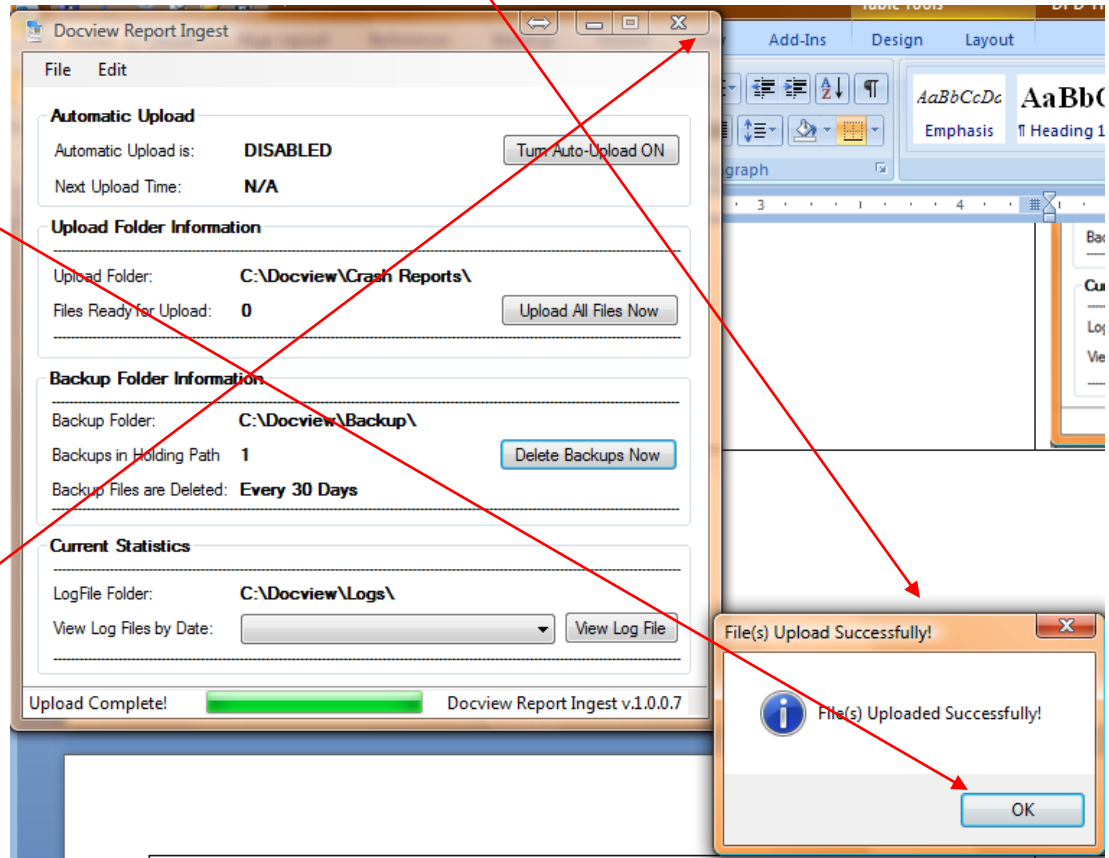 Docview Report Ingest
File Edit
Automatic Upload
Automatic Upload is: DISABLED Turn Auto-Upload ON
Next Upload Time: N/A
Upload Folder Information
Upload Folder: C:\Docview\Crash Reports\
Files Ready for Upload: 0 Upload All Files Now
Backup Folder Information
Backup Folder: C:\Docview\Backup\
Backups in Holding Path 1 Delete Backups Now
Backup Files are Deleted: Every 30 Days
Current Statistics
LogFile Folder: C:\Docview\Logs\
View Log Files by Date: View Log File
Upload Complete! Docview Report Ingest v.1.0.0.7
Add-Ins Design Layout
AaBbCcDc AaBbC
Emphasis ¶ Heading 1
graph
3 4
Bac
Cur
Log
Vie
File(s) Upload Successfully!
File(s) Uploaded Successfully!
OK